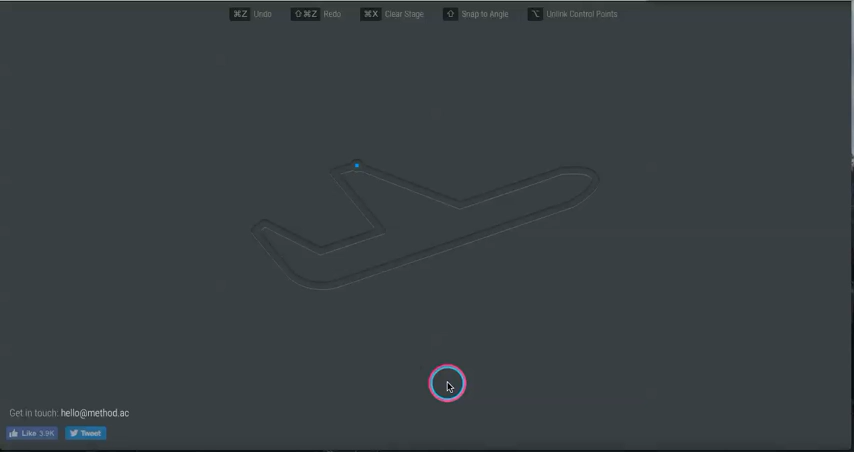 ⌘Z Undo ⇧⌘Z Redo ⌘X Clear Stage ⇧ Snap to Angle ⌥ Unlink Control Points
Get in touch: hello@method.ac
Like 3.9K Tweet